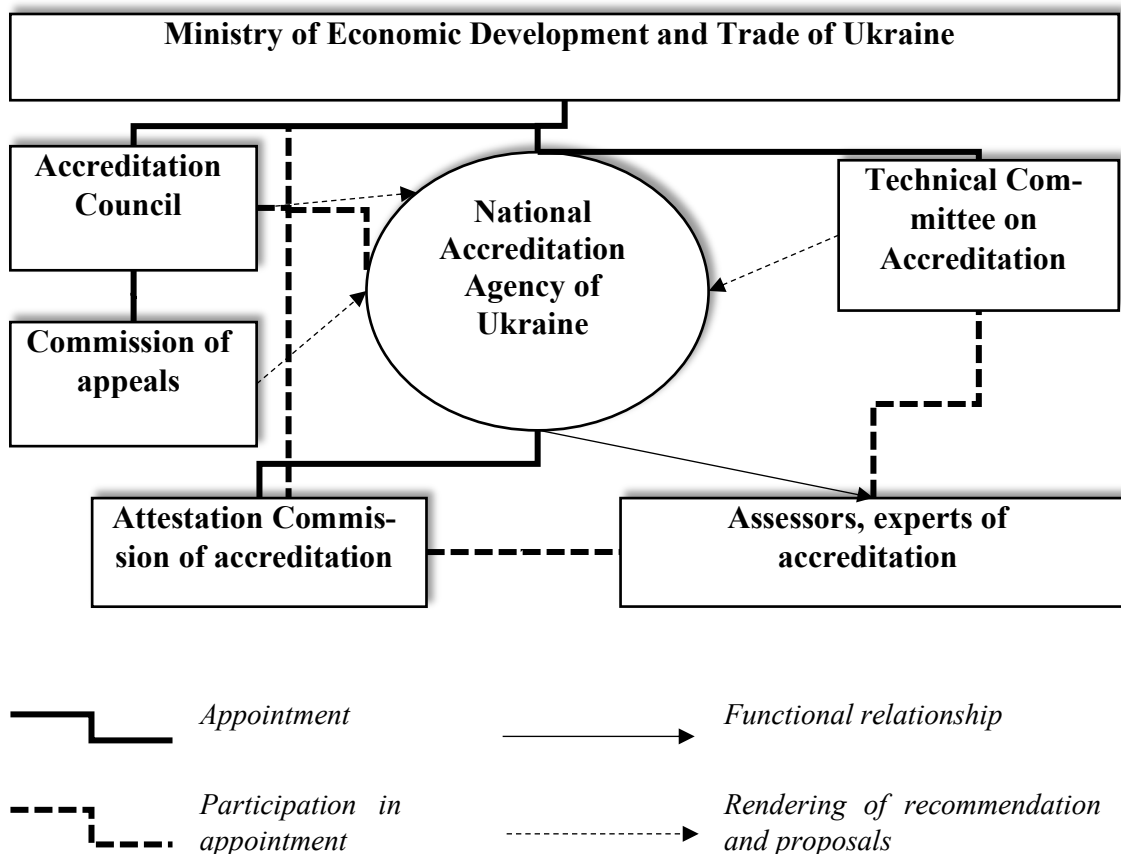 Ministry of Economic Development and Trade of Ukraine
Accreditation
Council
National
Accreditation
Agency of
Ukraine
Technical Com-
mittee on
Accreditation
Commission of
appeals
Attestation Commis-
sion of accreditation
Assessors, experts of
accreditation
Appointment
Functional relationship
Participation in
appointment
Rendering of recommendation
and proposals